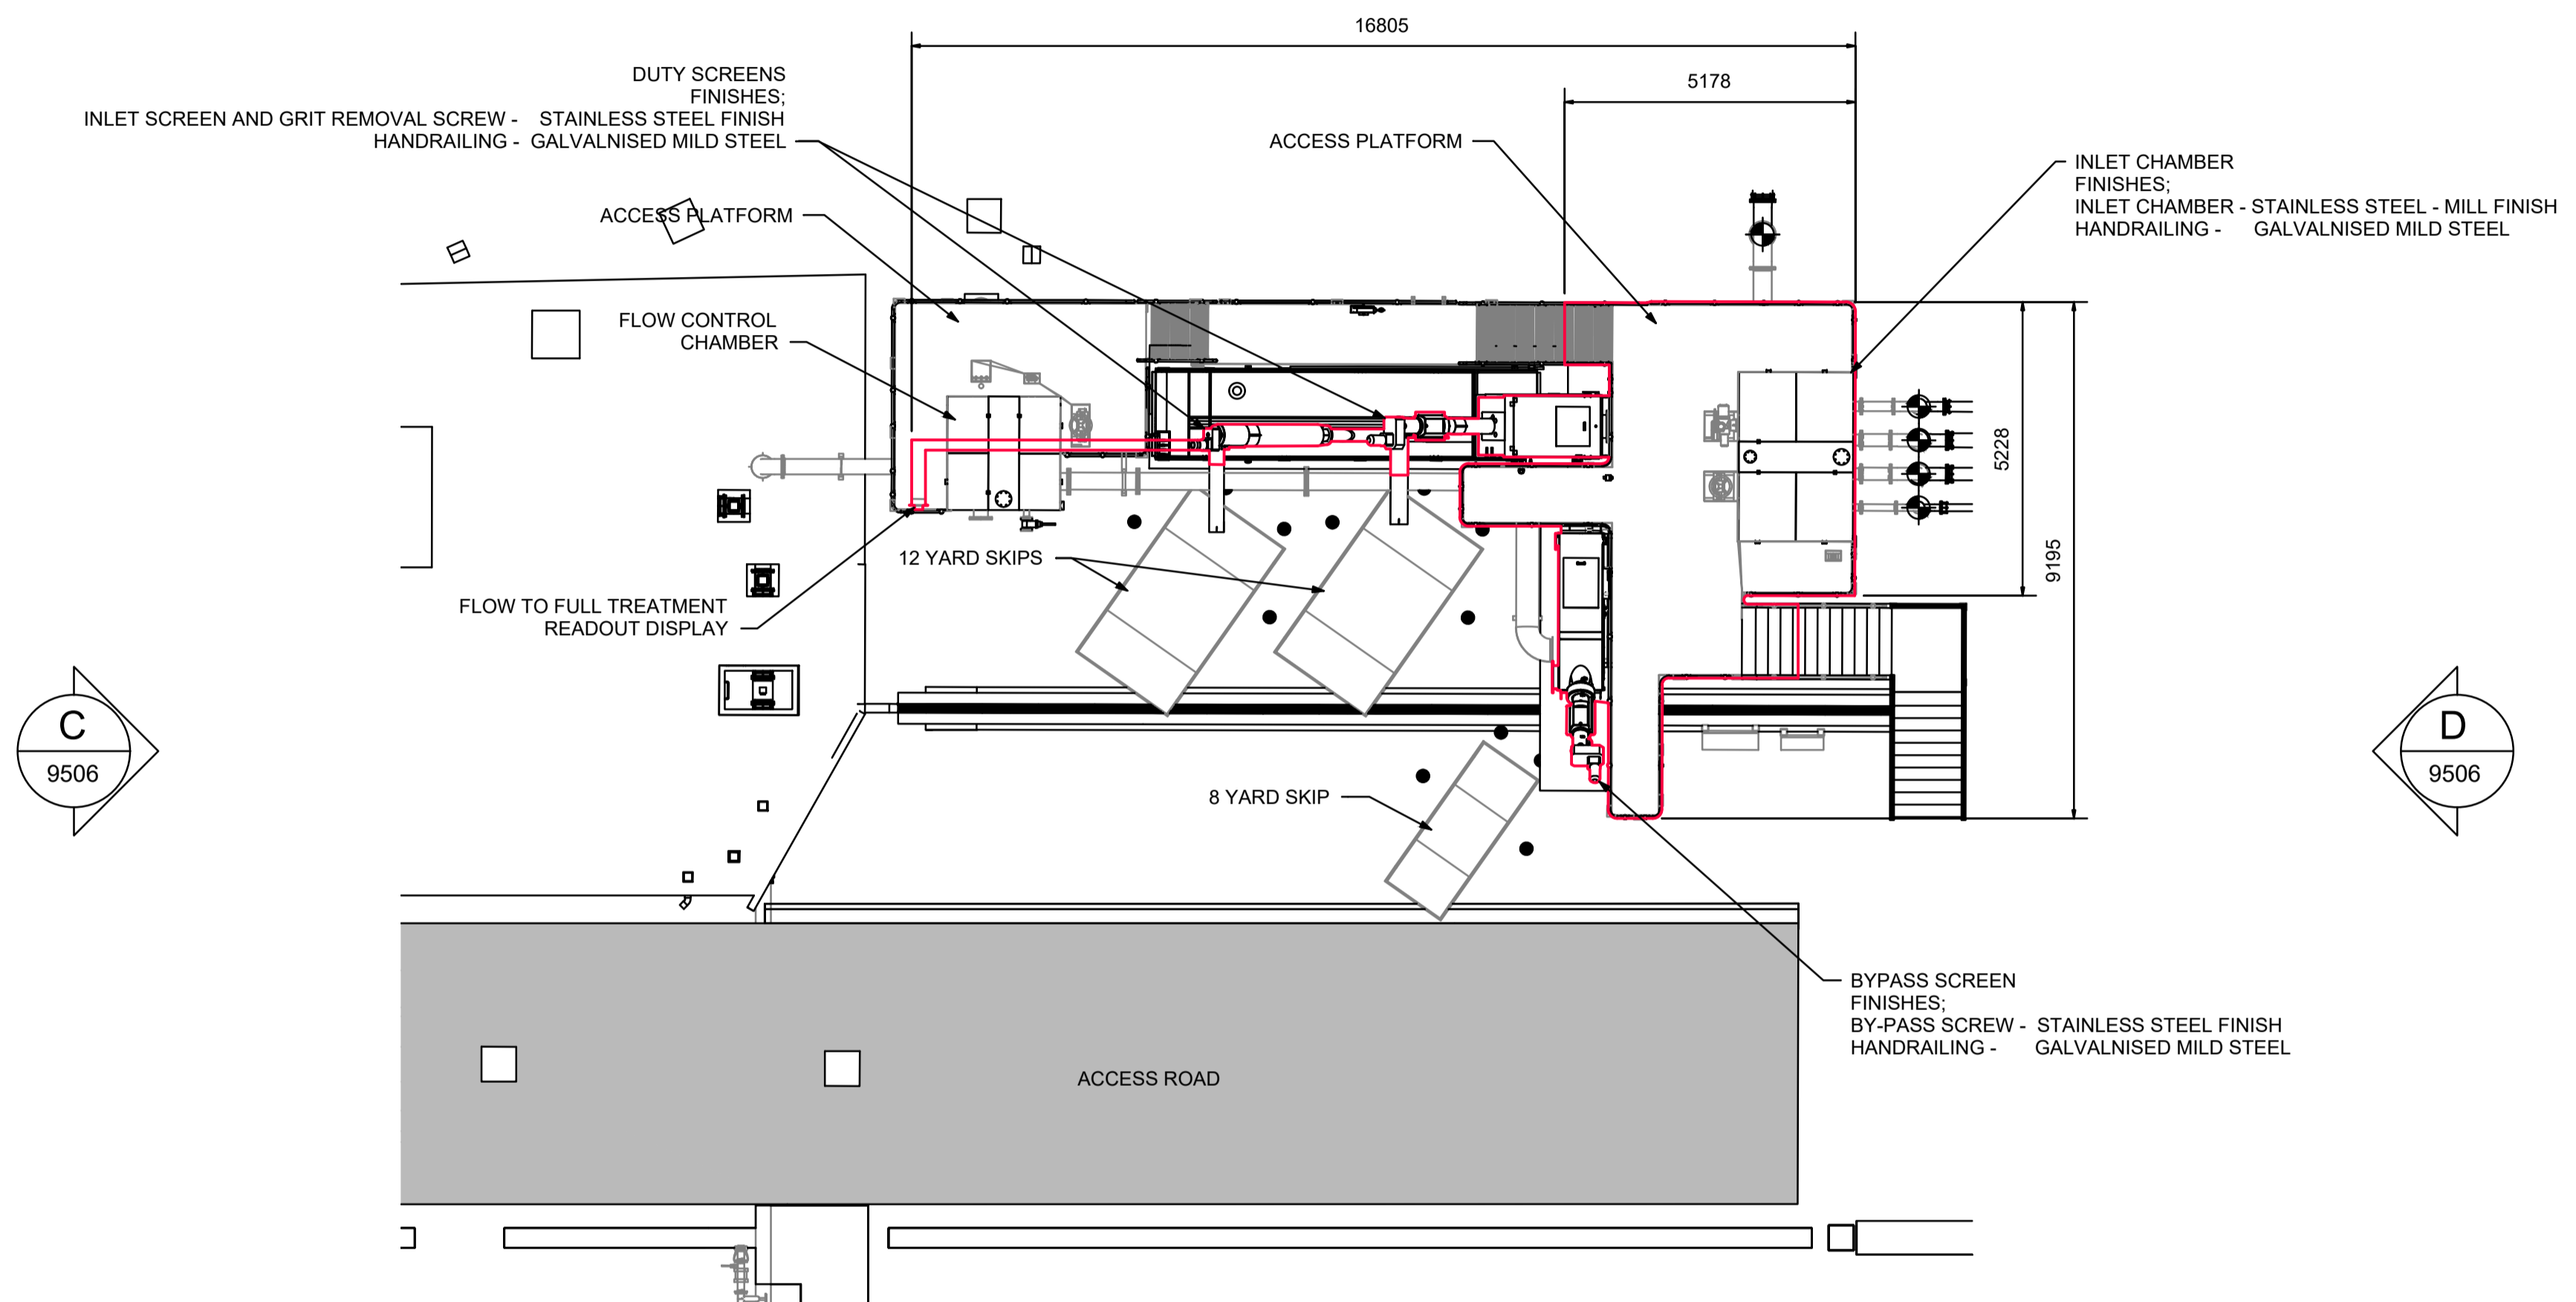 16805
DUTY SCREENS
FINISHES;
INLET SCREEN AND GRIT REMOVAL SCREW - STAINLESS STEEL FINISH
HANDRAILING - GALVALNISED MILD STEEL
5178
ACCESS PLATFORM
INLET CHAMBER
FINISHES;
INLET CHAMBER - STAINLESS STEEL - MILL FINISH
HANDRAILING - GALVALNISED MILD STEEL
ACCESS PLATFORM
FLOW CONTROL
CHAMBER
5228
9195
12 YARD SKIPS
FLOW TO FULL TREATMENT
READOUT DISPLAY
C
9506
D
9506
8 YARD SKIP
BYPASS SCREEN
FINISHES;
BY-PASS SCREW - STAINLESS STEEL FINISH
HANDRAILING - GALVALNISED MILD STEEL
ACCESS ROAD